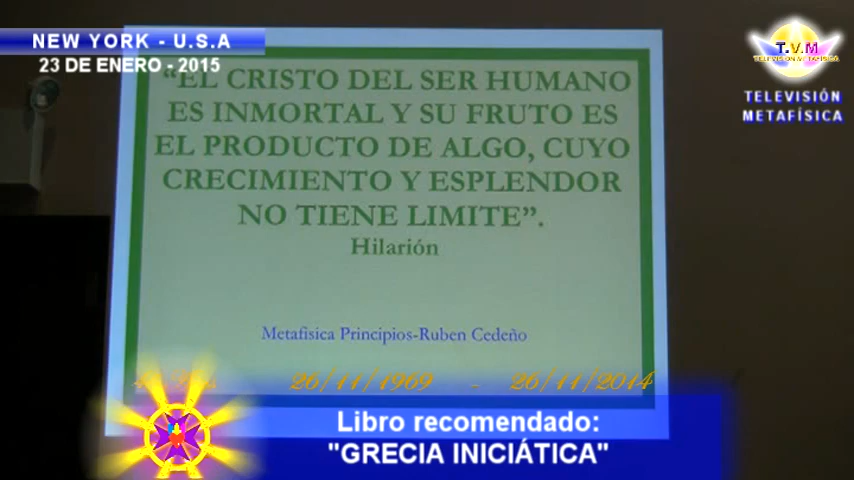 NEW YORK - U.S.A
23 DE ENERO - 2015
T.V.M
TELEVISIÓN
METAFÍSICA
“EL CRISTO DEL SER HUMANO
ES INMORTAL Y SU FRUTO ES
EL PRODUCTO DE ALGO, CUYO
CRECIMIENTO Y ESPLENDOR
NO TIENE LIMITE”.
Hilarión
Metafísica Principios-Ruben Cedeño
26/11/1969 - 26/11/2014
Libro recomendado:
"GRECIA INICIÁTICA"